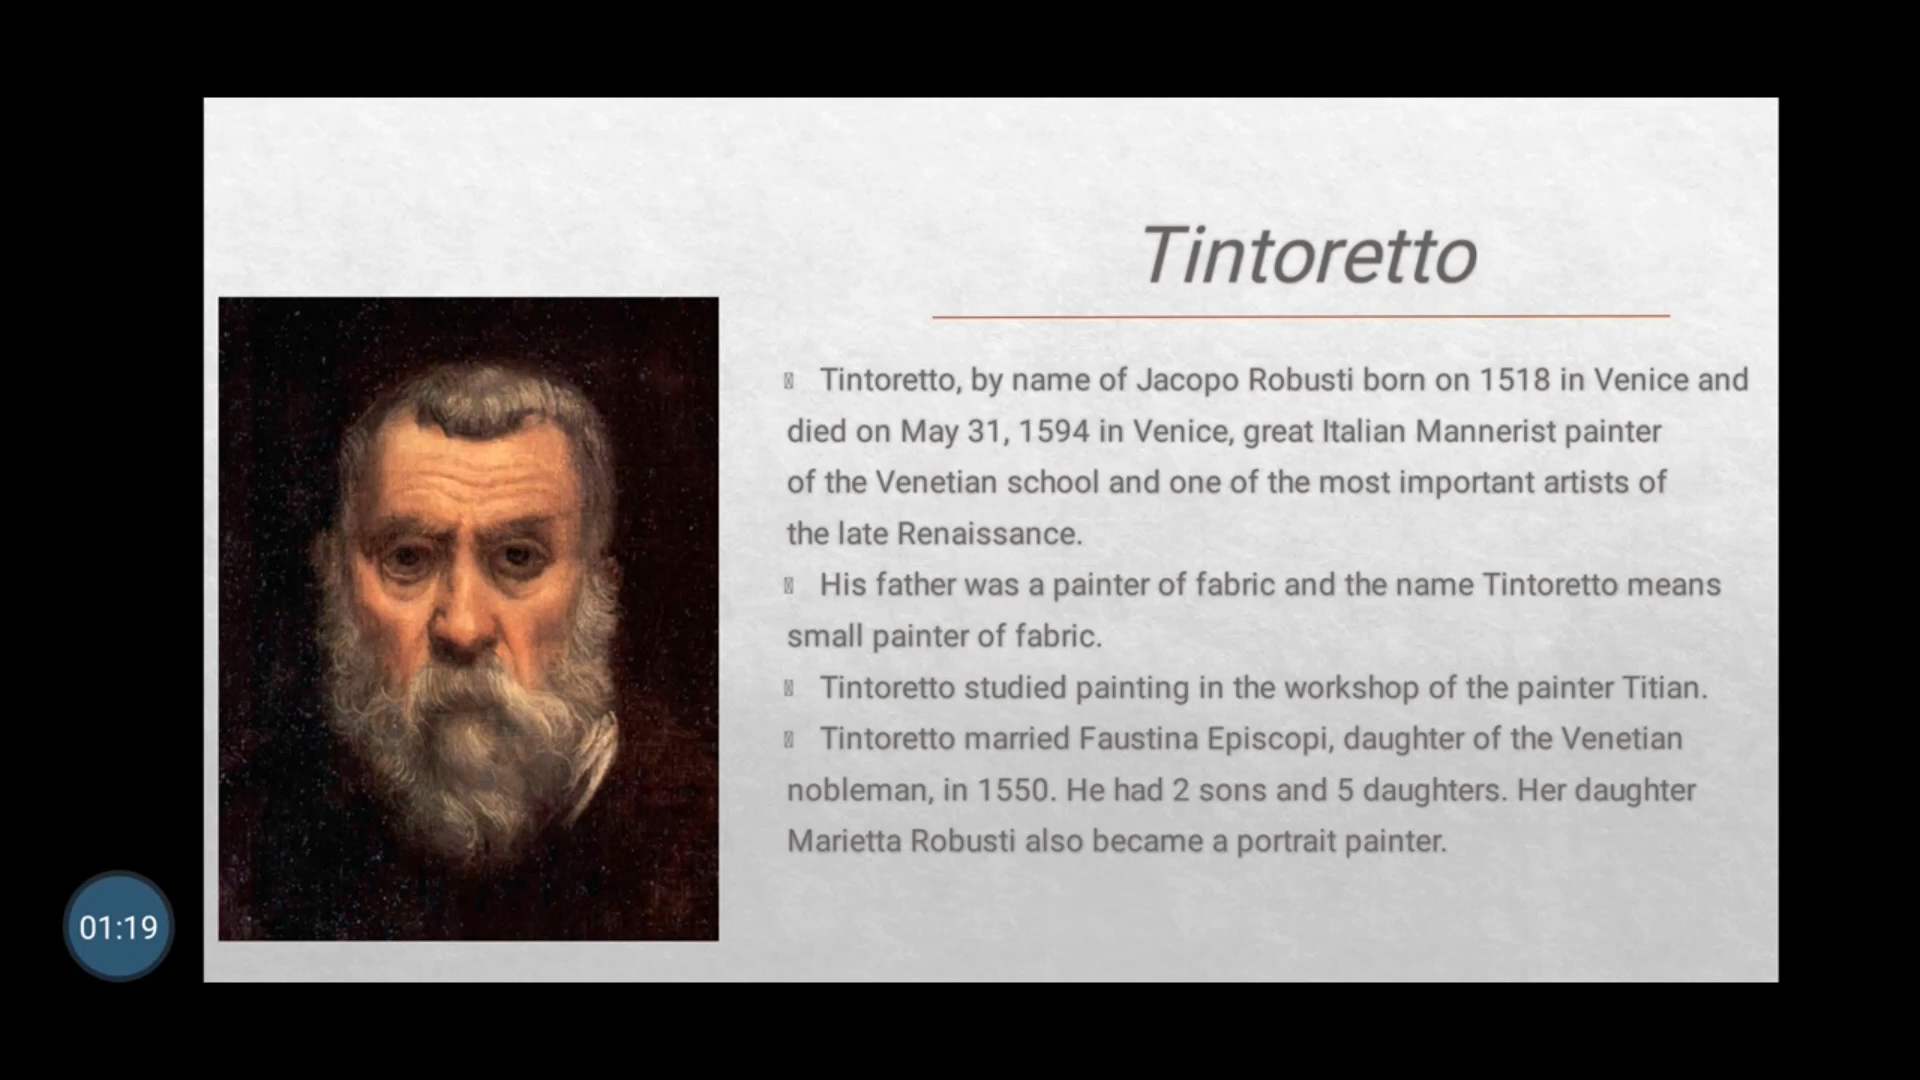 Tintoretto
Tintoretto, by name of Jacopo Robusti born on 1518 in Venice and
died on May 31, 1594 in Venice, great Italian Mannerist painter
of the Venetian school and one of the most important artists of
the late Renaissance.
His father was a painter of fabric and the name Tintoretto means
small painter of fabric.
Tintoretto studied painting in the workshop of the painter Titian.
Tintoretto married Faustina Episcopi, daughter of the Venetian
nobleman, in 1550. He had 2 sons and 5 daughters. Her daughter
Marietta Robusti also became a portrait painter.
01:19